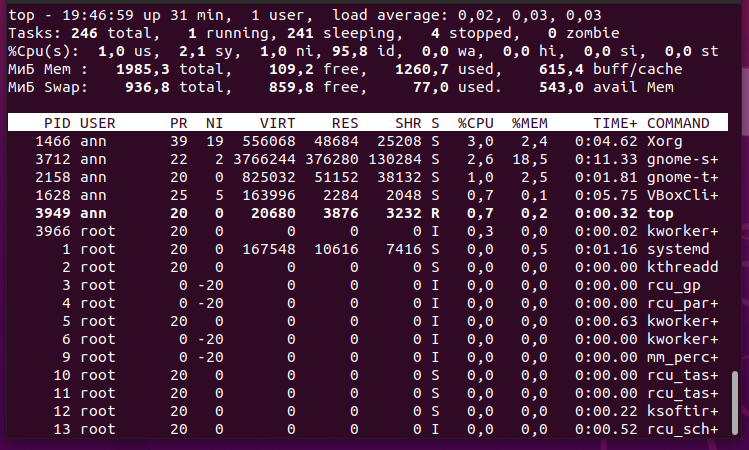 top - 19:46:59 up 31 min,  1 user,  load average: 0,02, 0,03, 0,03
Tasks: 246 total,   1 running, 241 sleeping,   4 stopped,   0 zombie
%Cpu(s):  1,0 us,  2,1 sy,  1,0 ni, 95,8 id,  0,0 wa,  0,0 hi,  0,0 si,  0,0 st
МиБ Mem :   1985,3 total,    109,2 free,   1260,7 used,    615,4 buff/cache
МиБ Swap:    936,8 total,    859,8 free,     77,0 used.    543,0 avail Mem
PID USER      PR  NI    VIRT    RES    SHR S  %CPU  %MEM     TIME+ COMMAND
1466 ann       39  19  556068  48684  25208 S   3,0   2,4   0:04.62 Xorg
3712 ann       22   2 3766244 376280 130284 S   2,6  18,5   0:11.33 gnome-s+
2158 ann       20   0  825032  51152  38132 S   1,0   2,5   0:01.81 gnome-t+
1628 ann       25   5  163996   2284   2048 S   0,7   0,1   0:05.75 VBoxCli+
3949 ann       20   0   20680   3876   3232 R   0,7   0,2   0:00.32 top
3966 root      20   0       0      0      0 I   0,3   0,0   0:00.02 kworker+
1 root      20   0  167548  10616   7416 S   0,0   0,5   0:01.16 systemd
2 root      20   0       0      0      0 S   0,0   0,0   0:00.00 kthreadd
3 root       0 -20       0      0      0 I   0,0   0,0   0:00.00 rcu_gp
4 root       0 -20       0      0      0 I   0,0   0,0   0:00.00 rcu_par+
5 root      20   0       0      0      0 I   0,0   0,0   0:00.63 kworker+
6 root       0 -20       0      0      0 I   0,0   0,0   0:00.00 kworker+
9 root       0 -20       0      0      0 I   0,0   0,0   0:00.00 mm_perc+
10 root      20   0       0      0      0 S   0,0   0,0   0:00.00 rcu_tas+
11 root      20   0       0      0      0 S   0,0   0,0   0:00.00 rcu_tas+
12 root      20   0       0      0      0 S   0,0   0,0   0:00.22 ksoftir+
13 root      20   0       0      0      0 I   0,0   0,0   0:00.52 rcu_sch+